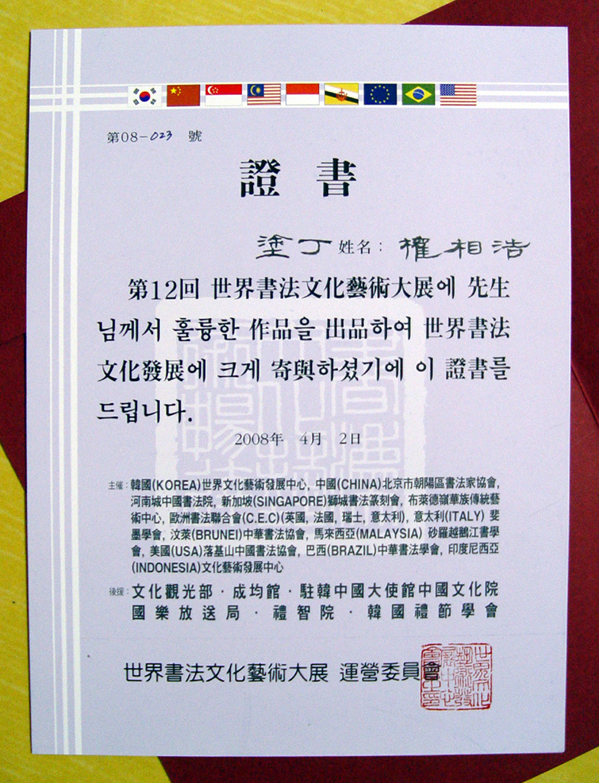 第08-023 號
證書
塗丁 姓名: 權相浩
第12回 世界書法文化藝術大展에 先生
님께서 훌륭한 作品을 出品하여 世界書法
文化發展에 크게 寄與하셨기에 이 證書를
드립니다.
2008年 4月 2日
主催: 韓國(KOREA)世界文化藝術發展中心, 中國(CHINA)北京市朝陽區書法家協會,
河南城中國書法院, 新加坡(SINGAPORE)獅城書法篆刻會, 布萊德嶺華族傳統藝
術中心, 歐洲書法聯合會(C.E.C)(英國, 法國, 瑞士, 意太利), 意太利(ITALY) 斐
墨學會, 汶萊(BRUNEI)中華書法協會, 馬來西亞(MALAYSIA) 砂羅越鵝江書學
會, 美國(USA)落基山中國書法協會, 巴西(BRAZIL)中華書法學會, 印度尼西亞
(INDONESIA)文化藝術發展中心
後援: 文化觀光部 · 成均館 · 駐韓中國大使館中國文化院
國樂放送局 · 禮智院 · 韓國禮節學會
世界書法文化藝術大展 運營委員會